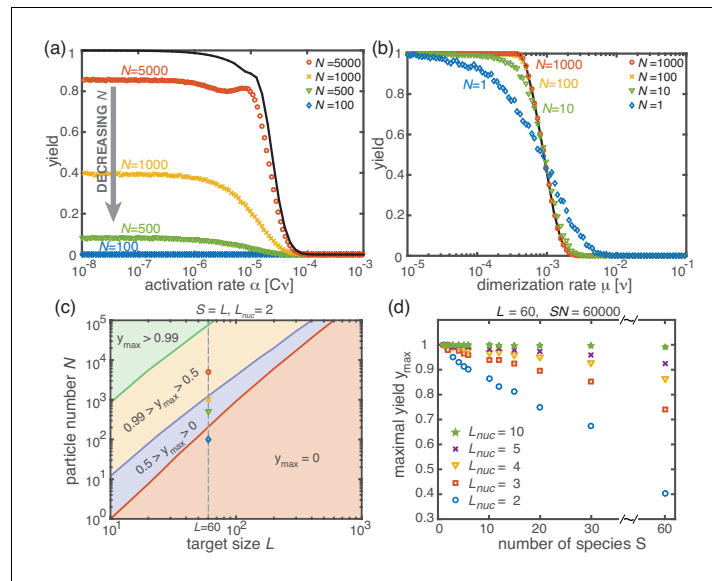 (a)
1
0.8
0.6
0.4
0.2
0
yield
N=5000
N=1000
N=500
N=100
DECREASING N
N =5000
N =1000
N =500
N =100
10^-8 10^-7 10^-6 10^-5 10^-4 10^-3
activation rate α [Cν]
(b)
1
0.8
0.6
0.4
0.2
0
yield
N=1000
N=100
N=10
N=1
N =1000
N =100
N =10
N =1
10^-5 10^-4 10^-3 10^-2 10^-1
dimerization rate μ [ν]
(c)
S = L, L_nuc = 2
10^5
10^4
10^3
10^2
10^1
10^0
particle number N
y_max > 0.99
0.99 > y_max > 0.5
0.5 > y_max > 0
y_max = 0
10^1 L=60 10^2 10^3
target size L
(d)
L = 60, SN = 60000
1
0.9
0.8
0.7
0.6
0.5
0.4
0.3
maximal yield y_max
L_nuc = 10
L_nuc = 5
L_nuc = 4
L_nuc = 3
L_nuc = 2
0 5 10 15 20 30 60
number of species S